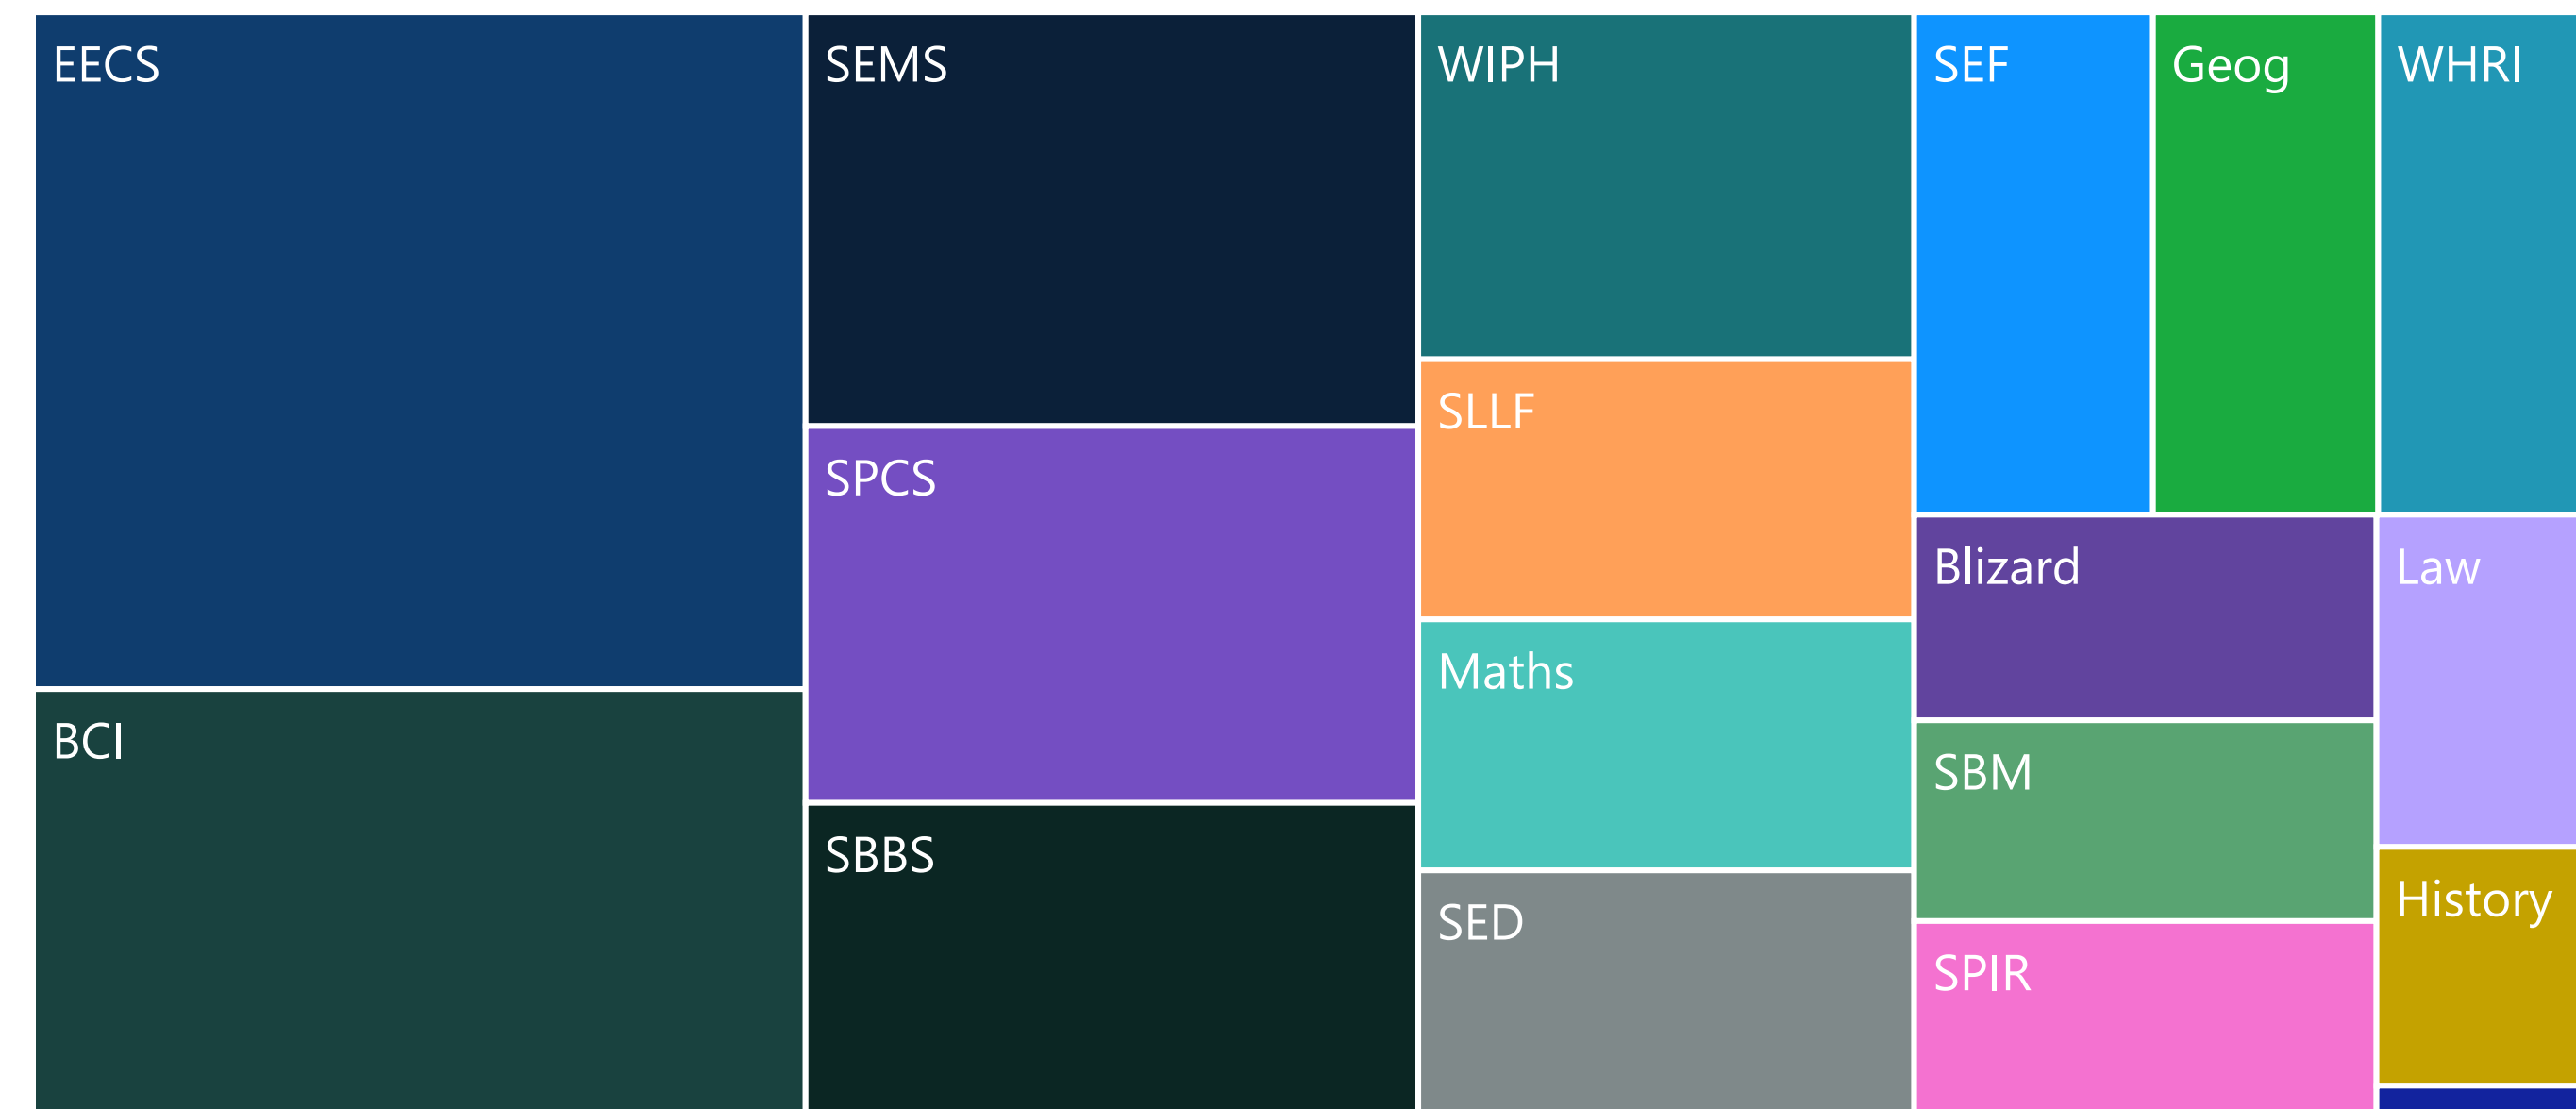 EECS
BCI
SEMS
SPCS
SBBS
WIPH
SLLF
Maths
SED
SEF
Geog
WHRI
Blizard
SBM
SPIR
Law
History